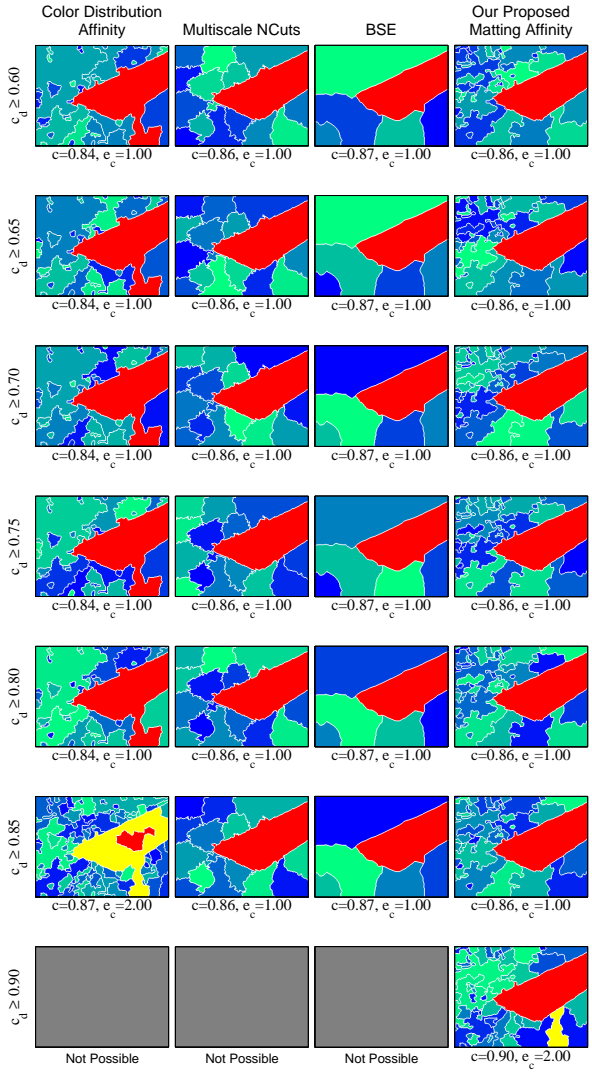 Color Distribution Affinity
Multiscale NCuts
BSE
Our Proposed Matting Affinity
c ≥ 0.60 P
c=0.84, e_c=1.00
c=0.86, e_c=1.00
c=0.87, e_c=1.00
c=0.86, e_c=1.00
c ≥ 0.65 P
c=0.84, e_c=1.00
c=0.86, e_c=1.00
c=0.87, e_c=1.00
c=0.86, e_c=1.00
c ≥ 0.70 P
c=0.84, e_c=1.00
c=0.86, e_c=1.00
c=0.87, e_c=1.00
c=0.86, e_c=1.00
c ≥ 0.75 P
c=0.84, e_c=1.00
c=0.86, e_c=1.00
c=0.87, e_c=1.00
c=0.86, e_c=1.00
c ≥ 0.80 P
c=0.84, e_c=1.00
c=0.86, e_c=1.00
c=0.87, e_c=1.00
c=0.86, e_c=1.00
c ≥ 0.85 P
c=0.87, e_c=2.00
c=0.86, e_c=1.00
c=0.87, e_c=1.00
c=0.86, e_c=1.00
c ≥ 0.90 P
Not Possible
Not Possible
Not Possible
c=0.90, e_c=2.00